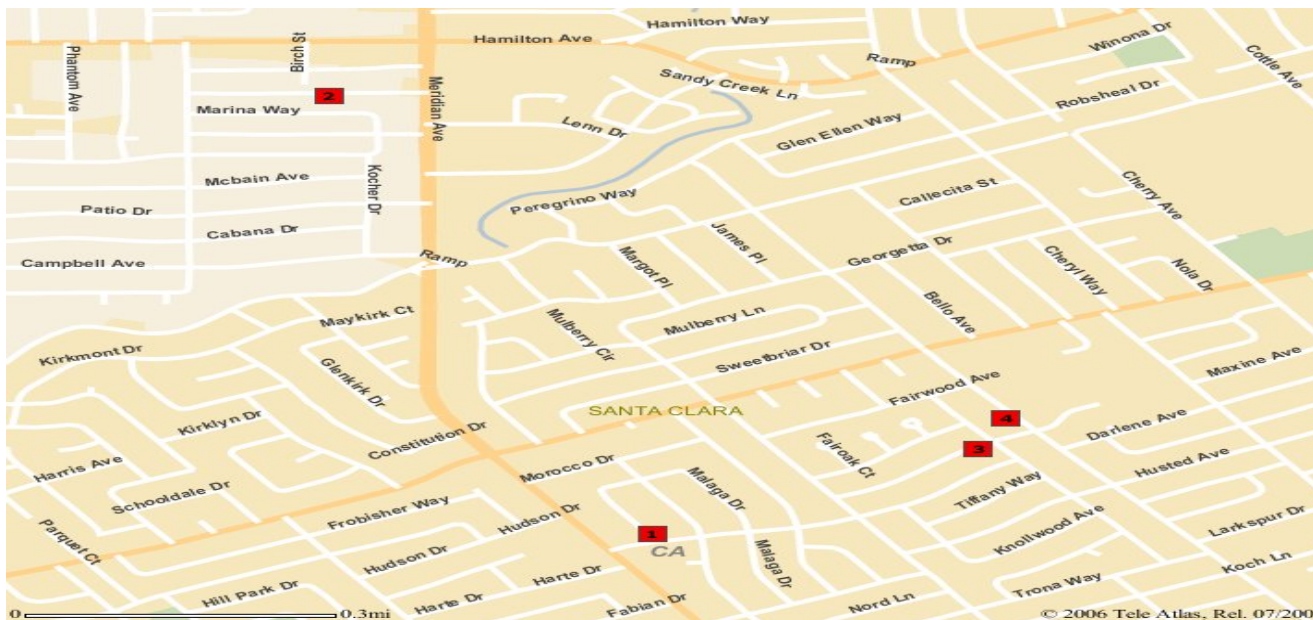 Hamilton Way
Hamilton Ave
Winona Dr
Cottle Ave
Phantom Ave
Birch St
Ramp
Sandy Creek Ln
Robsheal Dr
2
Marina Way
Meridian Ave
Lenn Dr
Glen Ellen Way
Mcbain Ave
Kocher Dr
Callecita St
Cherry Ave
Patio Dr
Peregrino Way
Cabana Dr
James Pl
Georgetta Dr
Campbell Ave
Ramp
Margot Pl
Cheryl Way
Nola Dr
Bello Ave
Maykirk Ct
Mulberry Cir
Mulberry Ln
Kirkmont Dr
Glenkirk Dr
Sweetbriar Dr
Maxine Ave
Fairwood Ave
SANTA CLARA
4
Kirklyn Dr
Constitution Dr
Darlene Ave
Fairoak Ct
3
Harris Ave
Morocco Dr
Malaga Dr
Husted Ave
Schooldale Dr
Tiffany Way
Frobisher Way
Hudson Dr
Knollwood Ave
Larkspur Dr
Parquet Ct
1
CA
Hudson Dr
Malaga Dr
Koch Ln
Harte Dr
Trona Way
Hill Park Dr
Harte Dr
Fabian Dr
Nord Ln
0 0.3mi
© 2006 Tele Atlas, Rel. 07/200